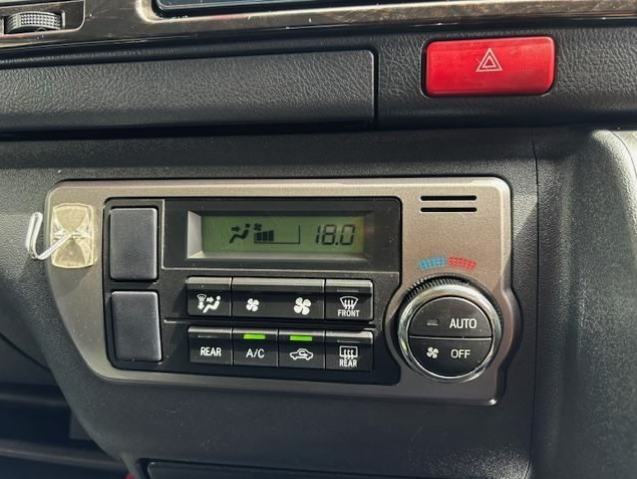 18.0
FRONT
AUTO
REAR A/C REAR
OFF